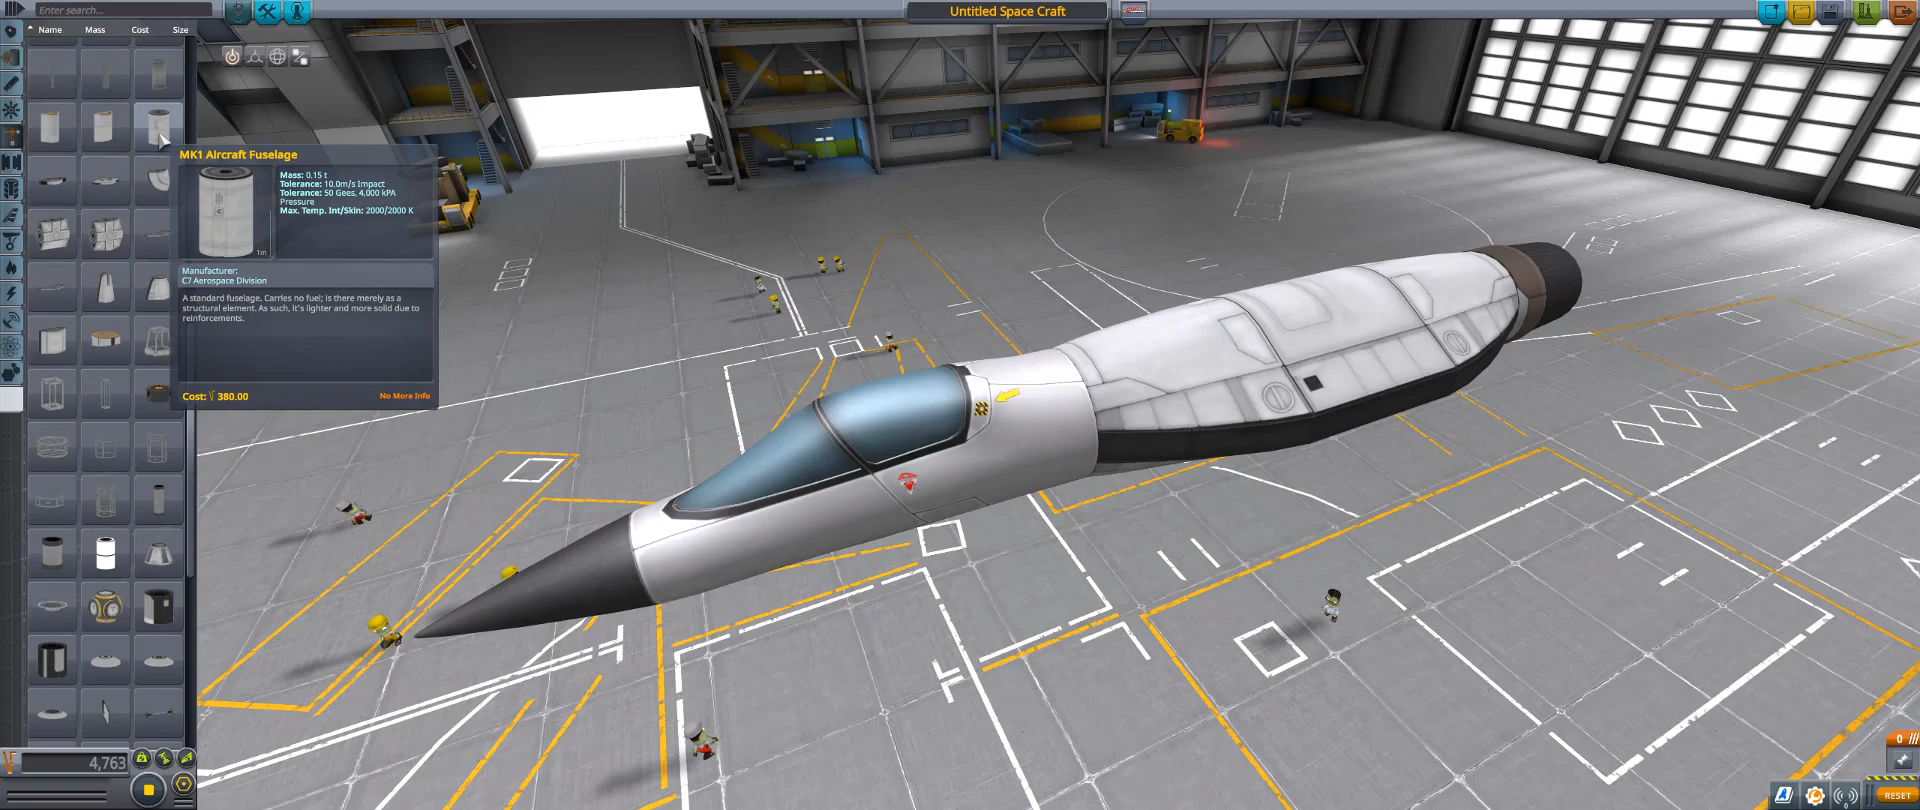 Enter search...
Untitled Space Craft
Name Mass Cost Size
MK1 Aircraft Fuselage
Mass: 0.15 t
Tolerance: 10.0m/s Impact
Tolerance: 50 Gees, 4,000 kPA
Pressure
Max. Temp. Int/Skin: 2000/2000 K
1m
Manufacturer:
C7 Aerospace Division
A standard fuselage. Carries no fuel; is there merely as a
structural element. As such, it's lighter and more solid due to
reinforcements.
Cost: 380.00
No More Info
4,763
0
0
RESET